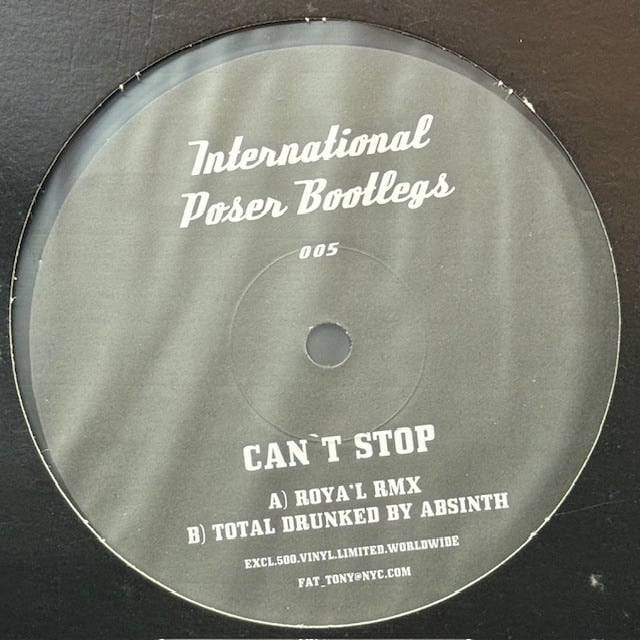 International
Poser Bootlegs
005
CAN`T STOP
A) ROYA'L RMX
B) TOTAL DRUNKED BY ABSINTH
EXCL.500.VINYL.LIMITED.WORLDWIDE
FAT_TONY@NYC.COM